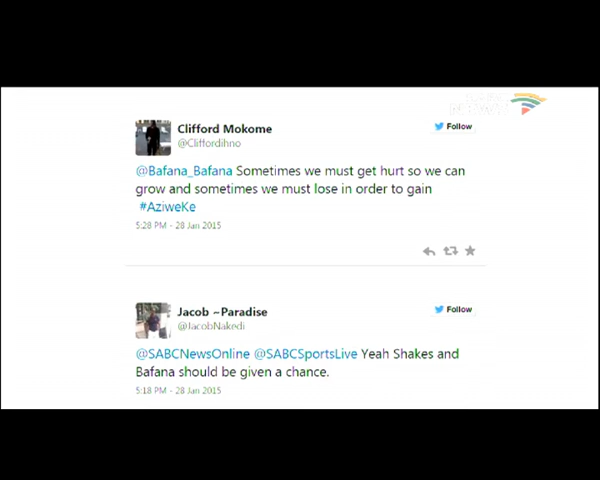 Clifford Mokome
@Cliffordihno
Follow
@Bafana_Bafana Sometimes we must get hurt so we can
grow and sometimes we must lose in order to gain
#AziweKe
5:28 PM - 28 Jan 2015
Jacob ~Paradise
@JacobNakedi
Follow
@SABCNewsOnline @SABCSportsLive Yeah Shakes and
Bafana should be given a chance.
5:18 PM - 28 Jan 2015